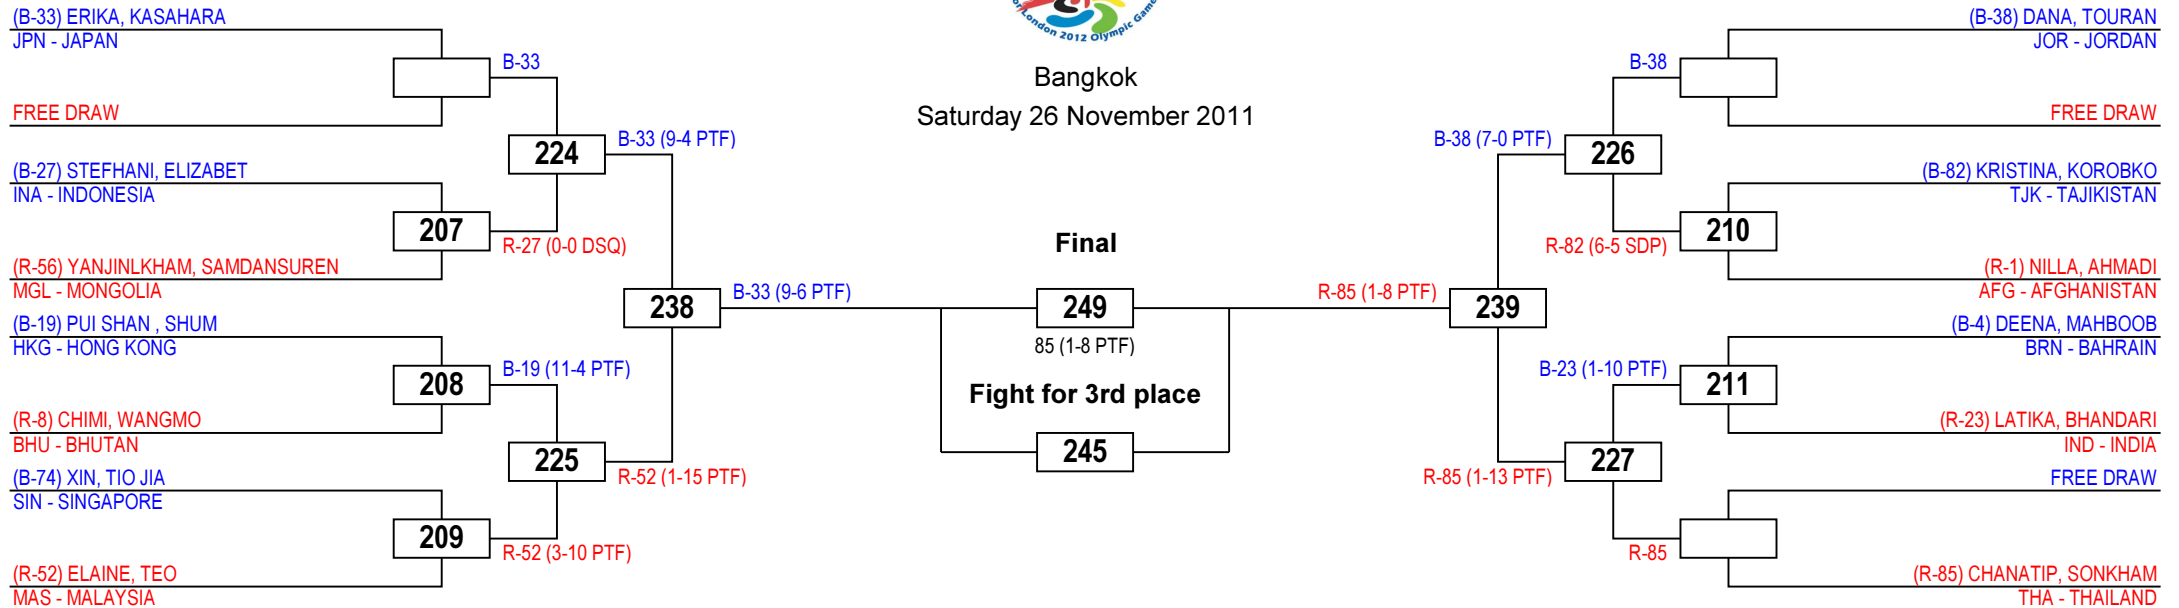 (B-33) ERIKA, KASAHARA
JPN - JAPAN
FREE DRAW
(B-27) STEFHANI, ELIZABET
INA - INDONESIA
(R-56) YANJINLKHAM, SAMDANSUREN
MGL - MONGOLIA
(B-19) PUI SHAN , SHUM
HKG - HONG KONG
(R-8) CHIMI, WANGMO
BHU - BHUTAN
(B-74) XIN, TIO JIA
SIN - SINGAPORE
(R-52) ELAINE, TEO
MAS - MALAYSIA
B-33
207
R-27 (0-0 DSQ)
208
B-19 (11-4 PTF)
209
R-52 (3-10 PTF)
224
B-33 (9-4 PTF)
225
R-52 (1-15 PTF)
238
B-33 (9-6 PTF)
London 2012 Olympic Games
Bangkok
Saturday 26 November 2011
Final
249
85 (1-8 PTF)
Fight for 3rd place
245
R-85 (1-8 PTF)
239
B-38 (7-0 PTF)
226
R-85 (1-13 PTF)
227
B-38
R-82 (6-5 SDP)
210
B-23 (1-10 PTF)
211
R-85
(B-38) DANA, TOURAN
JOR - JORDAN
FREE DRAW
(B-82) KRISTINA, KOROBKO
TJK - TAJIKISTAN
(R-1) NILLA, AHMADI
AFG - AFGHANISTAN
(B-4) DEENA, MAHBOOB
BRN - BAHRAIN
(R-23) LATIKA, BHANDARI
IND - INDIA
FREE DRAW
(R-85) CHANATIP, SONKHAM
THA - THAILAND